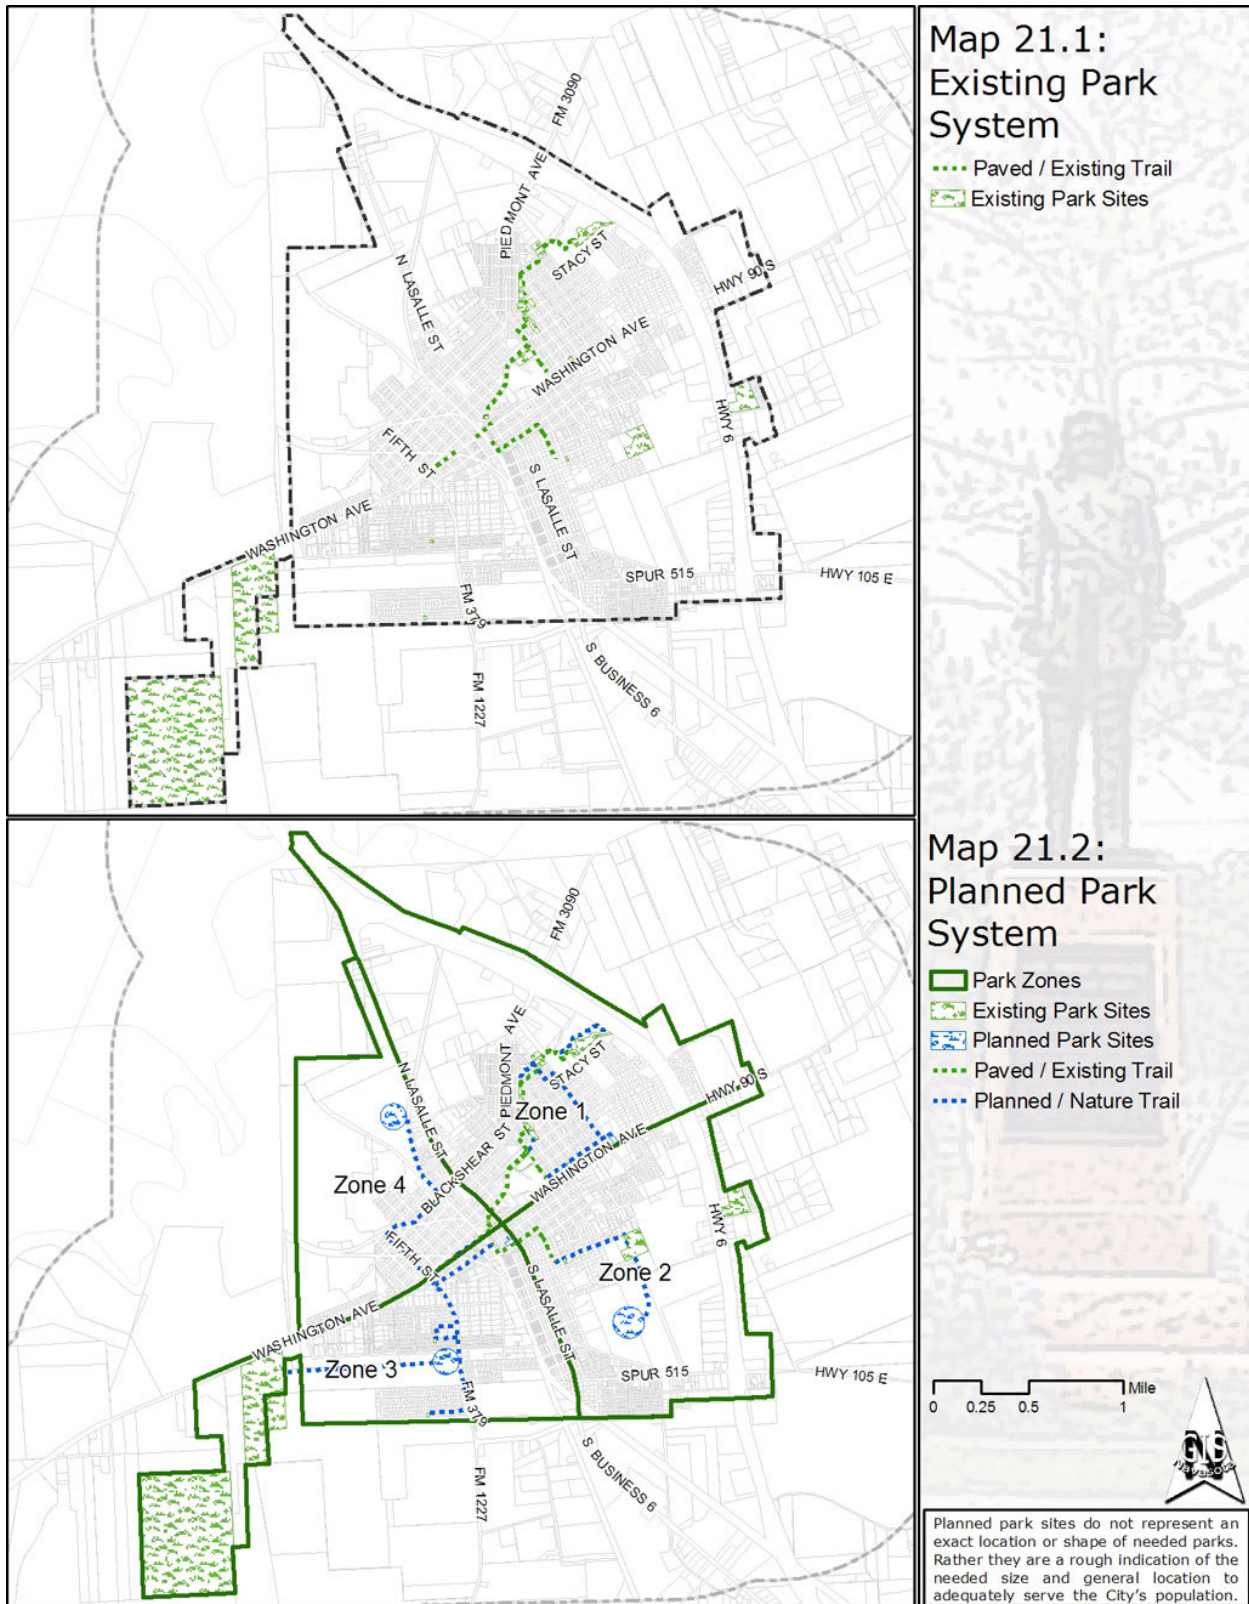 Map 21.1:
Existing Park
System
Paved / Existing Trail
Existing Park Sites
FM 3090
PIEDMONT AVE
STACY ST
N LASALLE ST
HWY 90 S
WASHINGTON AVE
HWY 6
FIFTH ST
S LASALLE ST
WASHINGTON AVE
SPUR 515
HWY 105 E
FM 379
S BUSINESS 6
FM 1227
Map 21.2:
Planned Park
System
Park Zones
Existing Park Sites
Planned Park Sites
Paved / Existing Trail
Planned / Nature Trail
FM 3090
PIEDMONT AVE
STACY ST
N LASALLE ST
HWY 90 S
Zone 1
BLACKSHEAR ST
WASHINGTON AVE
Zone 4
HWY 6
FIFTH ST
Zone 2
S LASALLE ST
WASHINGTON AVE
Zone 3
SPUR 515
HWY 105 E
FM 379
S BUSINESS 6
FM 1227
Mile
0 0.25 0.5 1
GIS
Navasota
Planned park sites do not represent an
exact location or shape of needed parks.
Rather they are a rough indication of the
needed size and general location to
adequately serve the City's population.